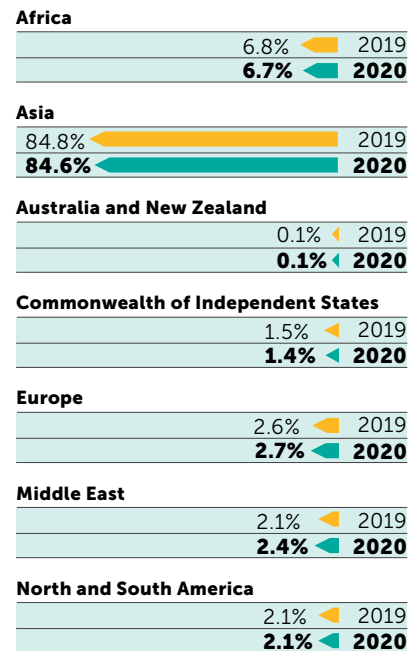 Africa
6.8% 2019
6.7% 2020
Asia
84.8% 2019
84.6% 2020
Australia and New Zealand
0.1% 2019
0.1% 2020
Commonwealth of Independent States
1.5% 2019
1.4% 2020
Europe
2.6% 2019
2.7% 2020
Middle East
2.1% 2019
2.4% 2020
North and South America
2.1% 2019
2.1% 2020